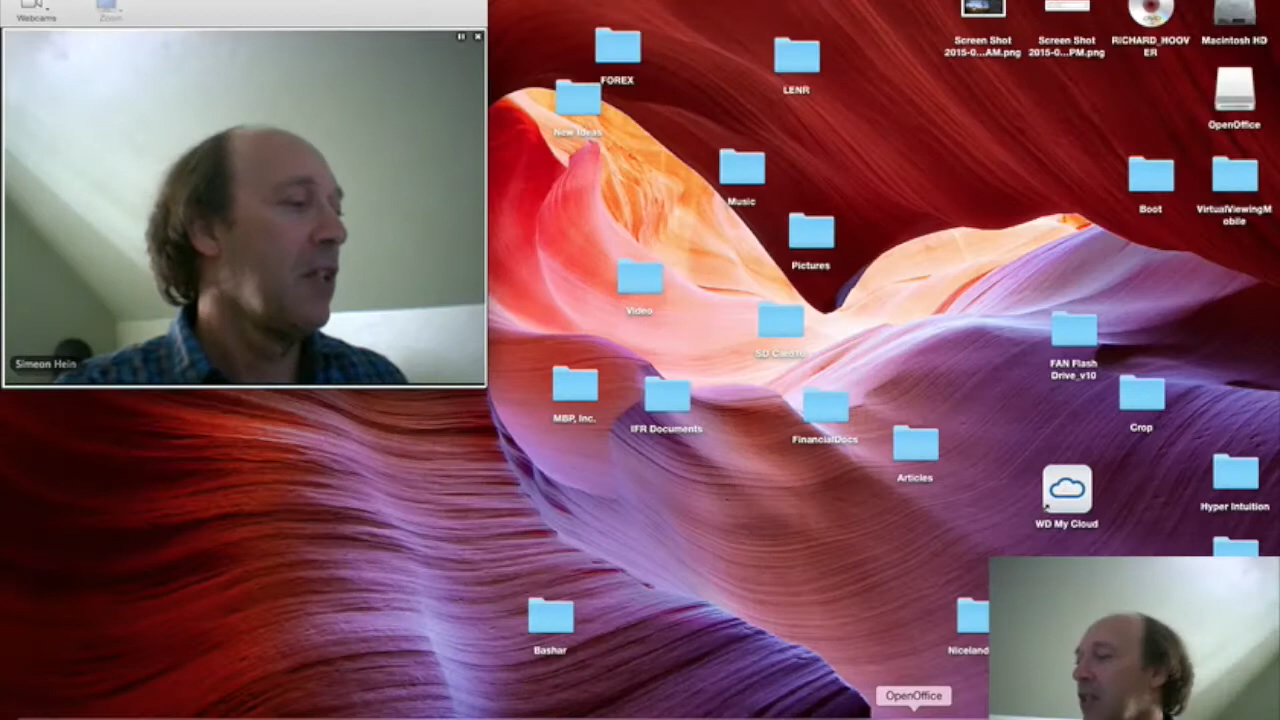 Webcams
Zoom
Simeon Hein
FOREX
New Ideas
LENR
Music
Pictures
Video
SD Card10
MBP, Inc.
IFR Documents
FinancialDocs
Articles
Bashar
Screen Shot
2015-0...AM.png
Screen Shot
2015-0...PM.png
RICHARD_HOOV
ER
Macintosh HD
OpenOffice
Boot
VirtualViewingM
obile
FAN Flash
Drive_v10
Crop
WD My Cloud
Hyper Intuition
Niceland
OpenOffice